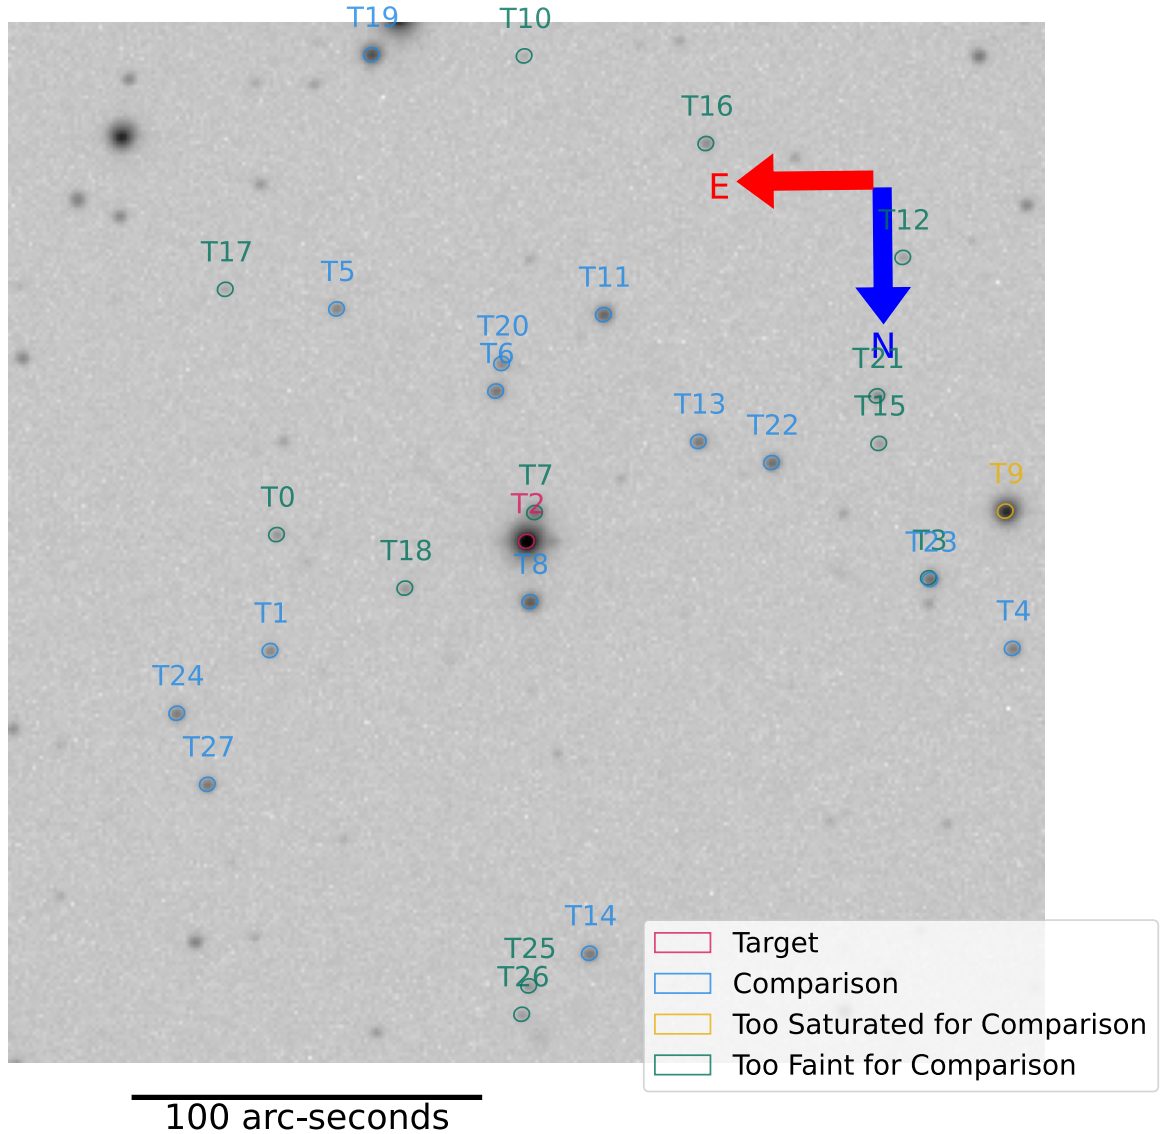 T19
T10
T16
E
T12
T17
T5
T11
T20
N
T6
T21
T13
T15
T22
T7
T9
T0
T2
T3
T23
T18
T8
T1
T4
T24
T27
T14
T25
T26
Target
Comparison
Too Saturated for Comparison
Too Faint for Comparison
100 arc-seconds